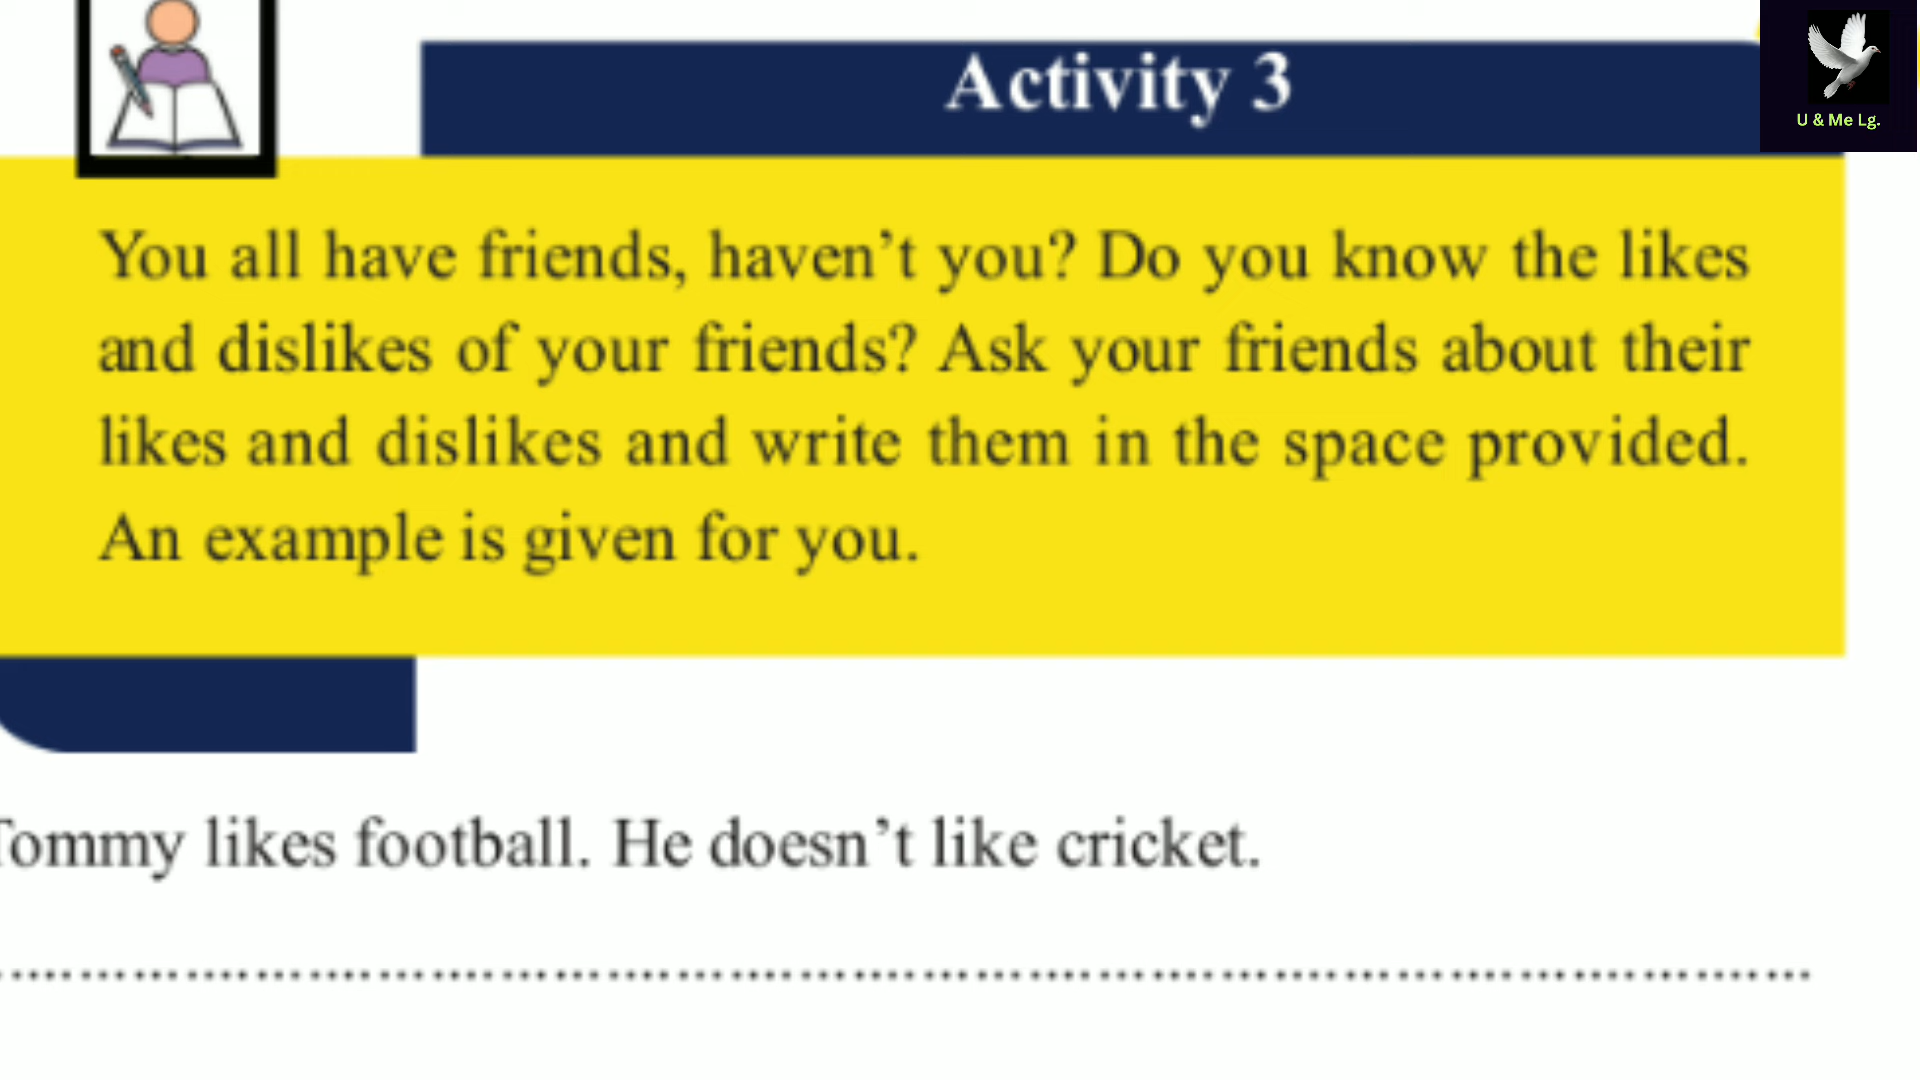 Activity 3
U & Me Lg.
You all have friends, haven’t you? Do you know the likes
and dislikes of your friends? Ask your friends about their
likes and dislikes and write them in the space provided.
An example is given for you.
Tommy likes football. He doesn’t like cricket.